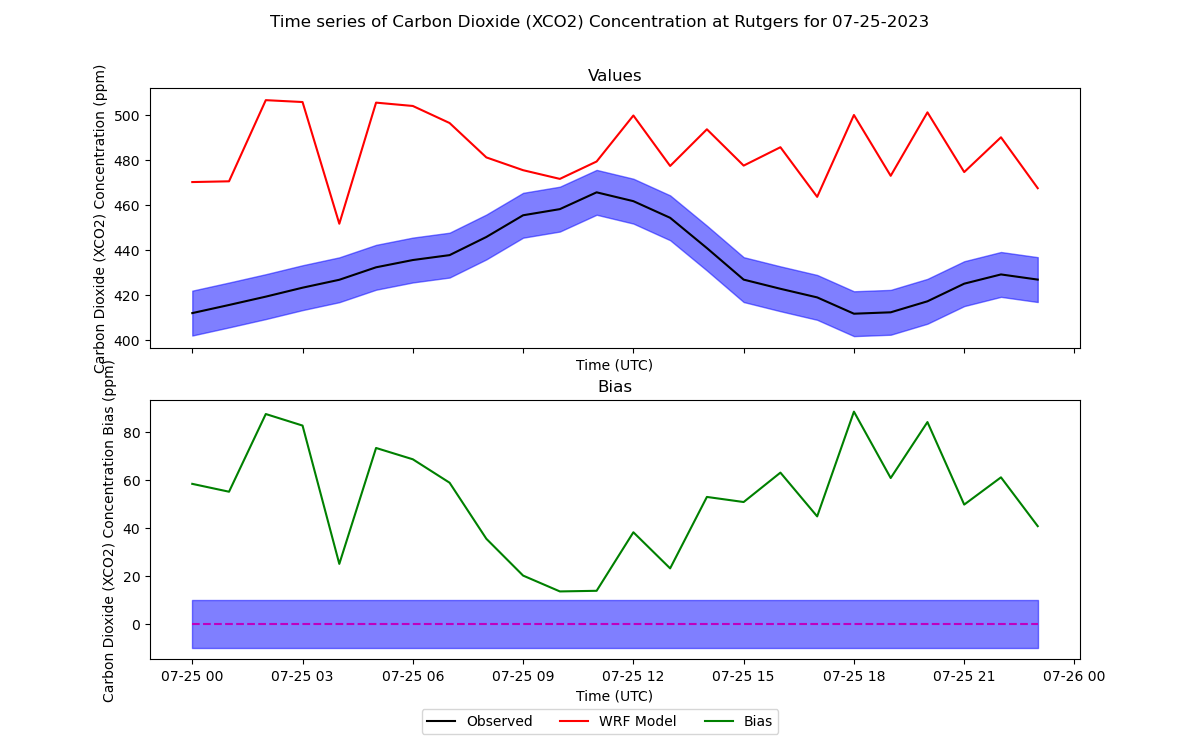 Time series of Carbon Dioxide (XCO2) Concentration at Rutgers for 07-25-2023
Values
Carbon Dioxide (XCO2) Concentration (ppm)
500
480
460
440
420
400
Time (UTC)
Bias
Carbon Dioxide (XCO2) Concentration Bias (ppm)
80
60
40
20
0
07-25 00 07-25 03 07-25 06 07-25 09 07-25 12 07-25 15 07-25 18 07-25 21 07-26 00
Time (UTC)
Observed WRF Model Bias